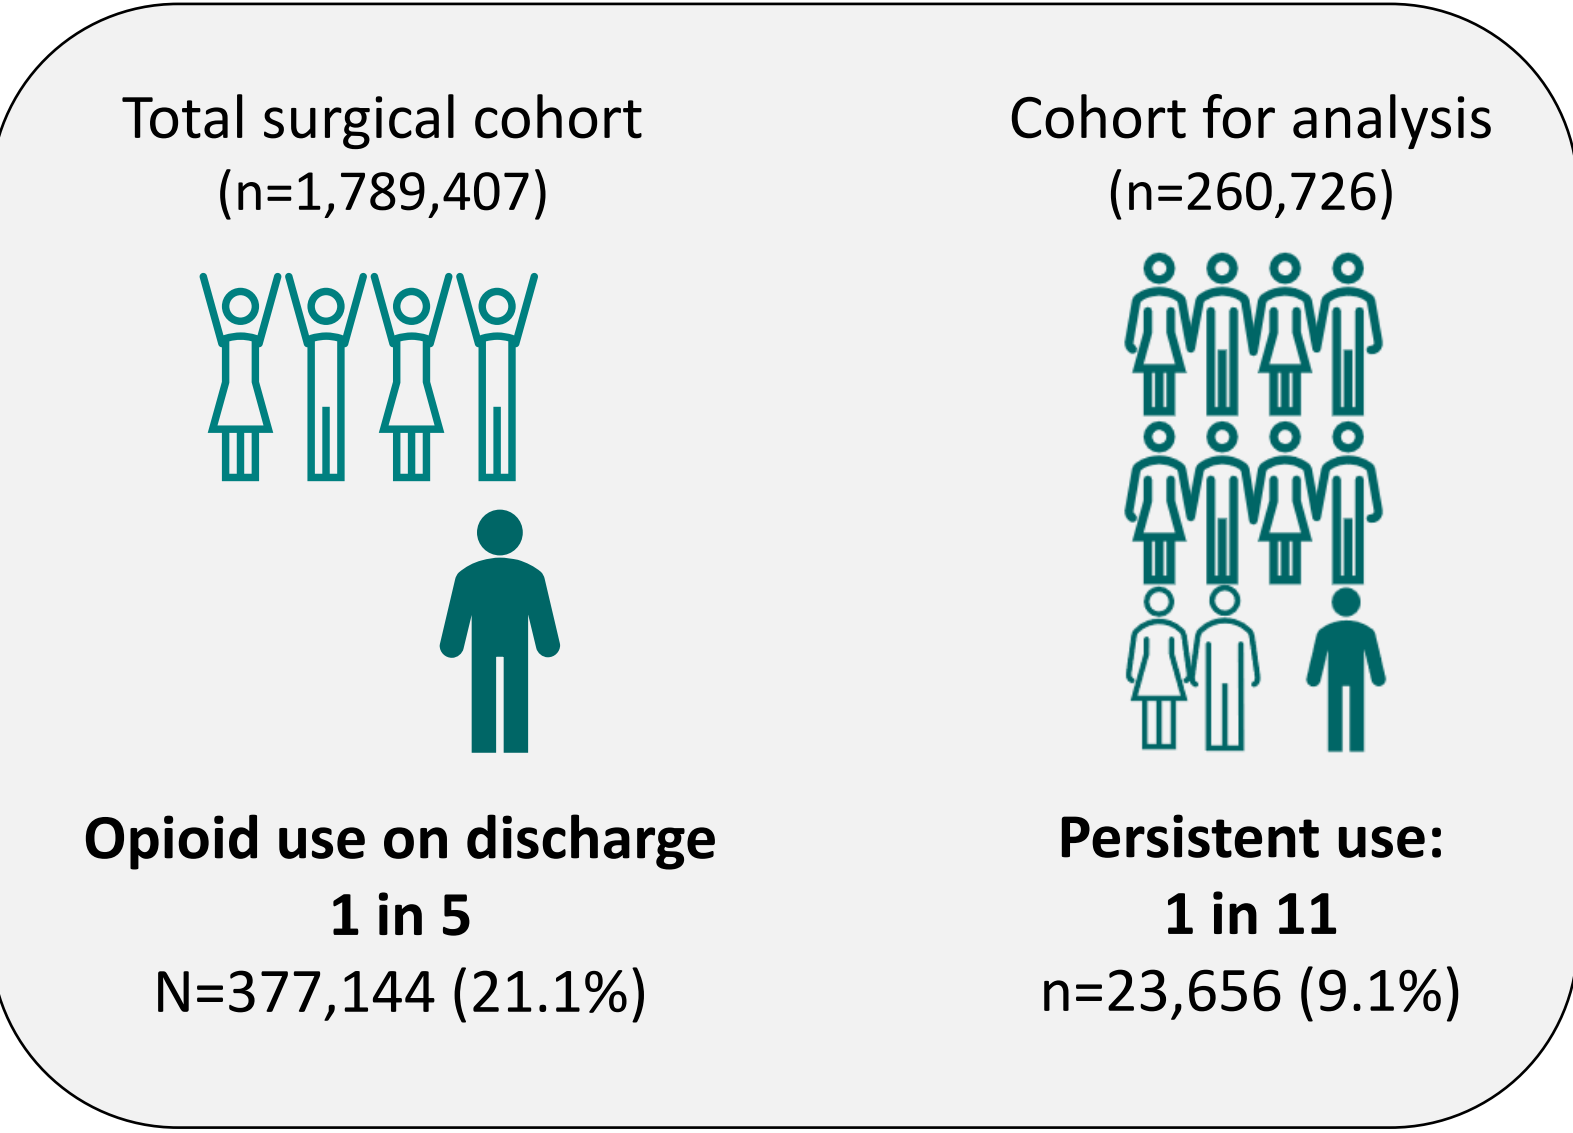 Total surgical cohort
(n=1,789,407)
Opioid use on discharge
1 in 5
N=377,144 (21.1%)
Cohort for analysis
(n=260,726)
Persistent use:
1 in 11
n=23,656 (9.1%)